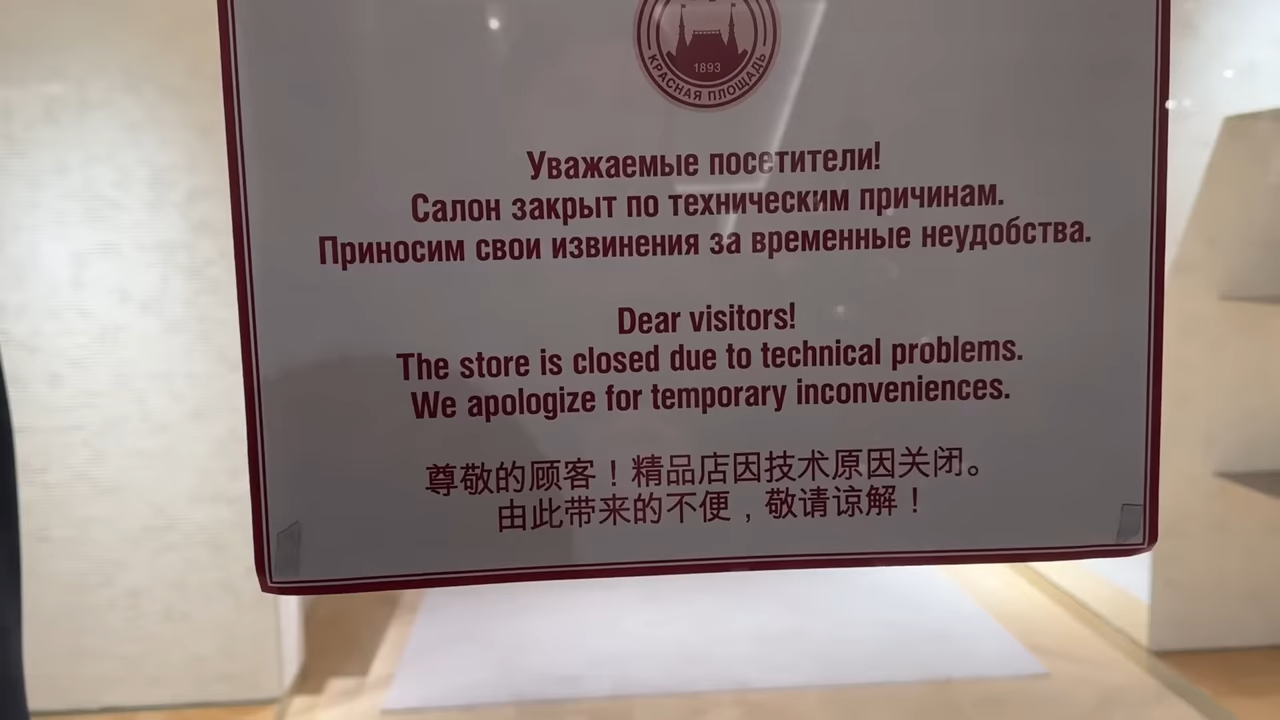 1893
КРАСНАЯ ПЛОЩАДЬ
Уважаемые посетители!
Салон закрыт по техническим причинам.
Приносим свои извинения за временные неудобства.
Dear visitors!
The store is closed due to technical problems.
We apologize for temporary inconveniences.
尊敬的顾客！精品店因技术原因关闭。
由此带来的不便，敬请谅解！